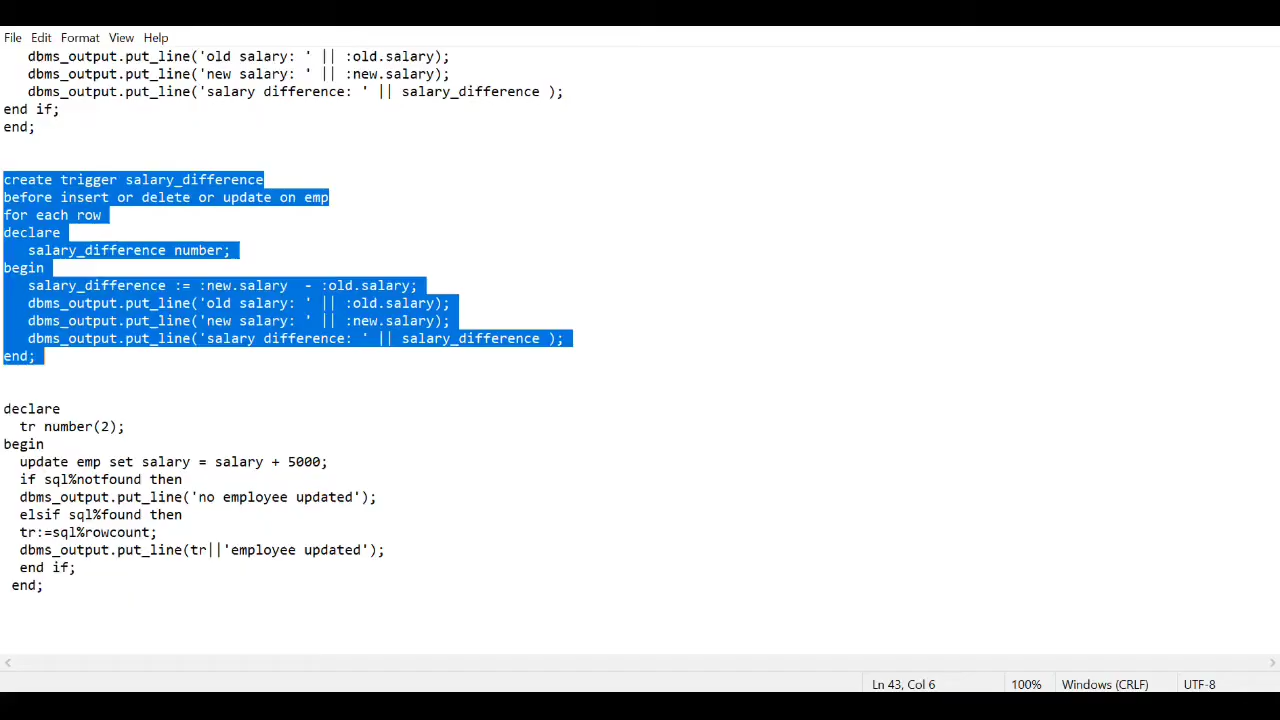 File Edit Format View Help
dbms_output.put_line('old salary: ' || :old.salary);
dbms_output.put_line('new salary: ' || :new.salary);
dbms_output.put_line('salary difference: ' || salary_difference );
end if;
end;
create trigger salary_difference
before insert or delete or update on emp
for each row
declare
salary_difference number;
begin
salary_difference := :new.salary  - :old.salary;
dbms_output.put_line('old salary: ' || :old.salary);
dbms_output.put_line('new salary: ' || :new.salary);
dbms_output.put_line('salary difference: ' || salary_difference );
end;
declare
tr number(2);
begin
update emp set salary = salary + 5000;
if sql%notfound then
dbms_output.put_line('no employee updated');
elsif sql%found then
tr:=sql%rowcount;
dbms_output.put_line(tr||'employee updated');
end if;
end;
Ln 43, Col 6 100% Windows (CRLF) UTF-8